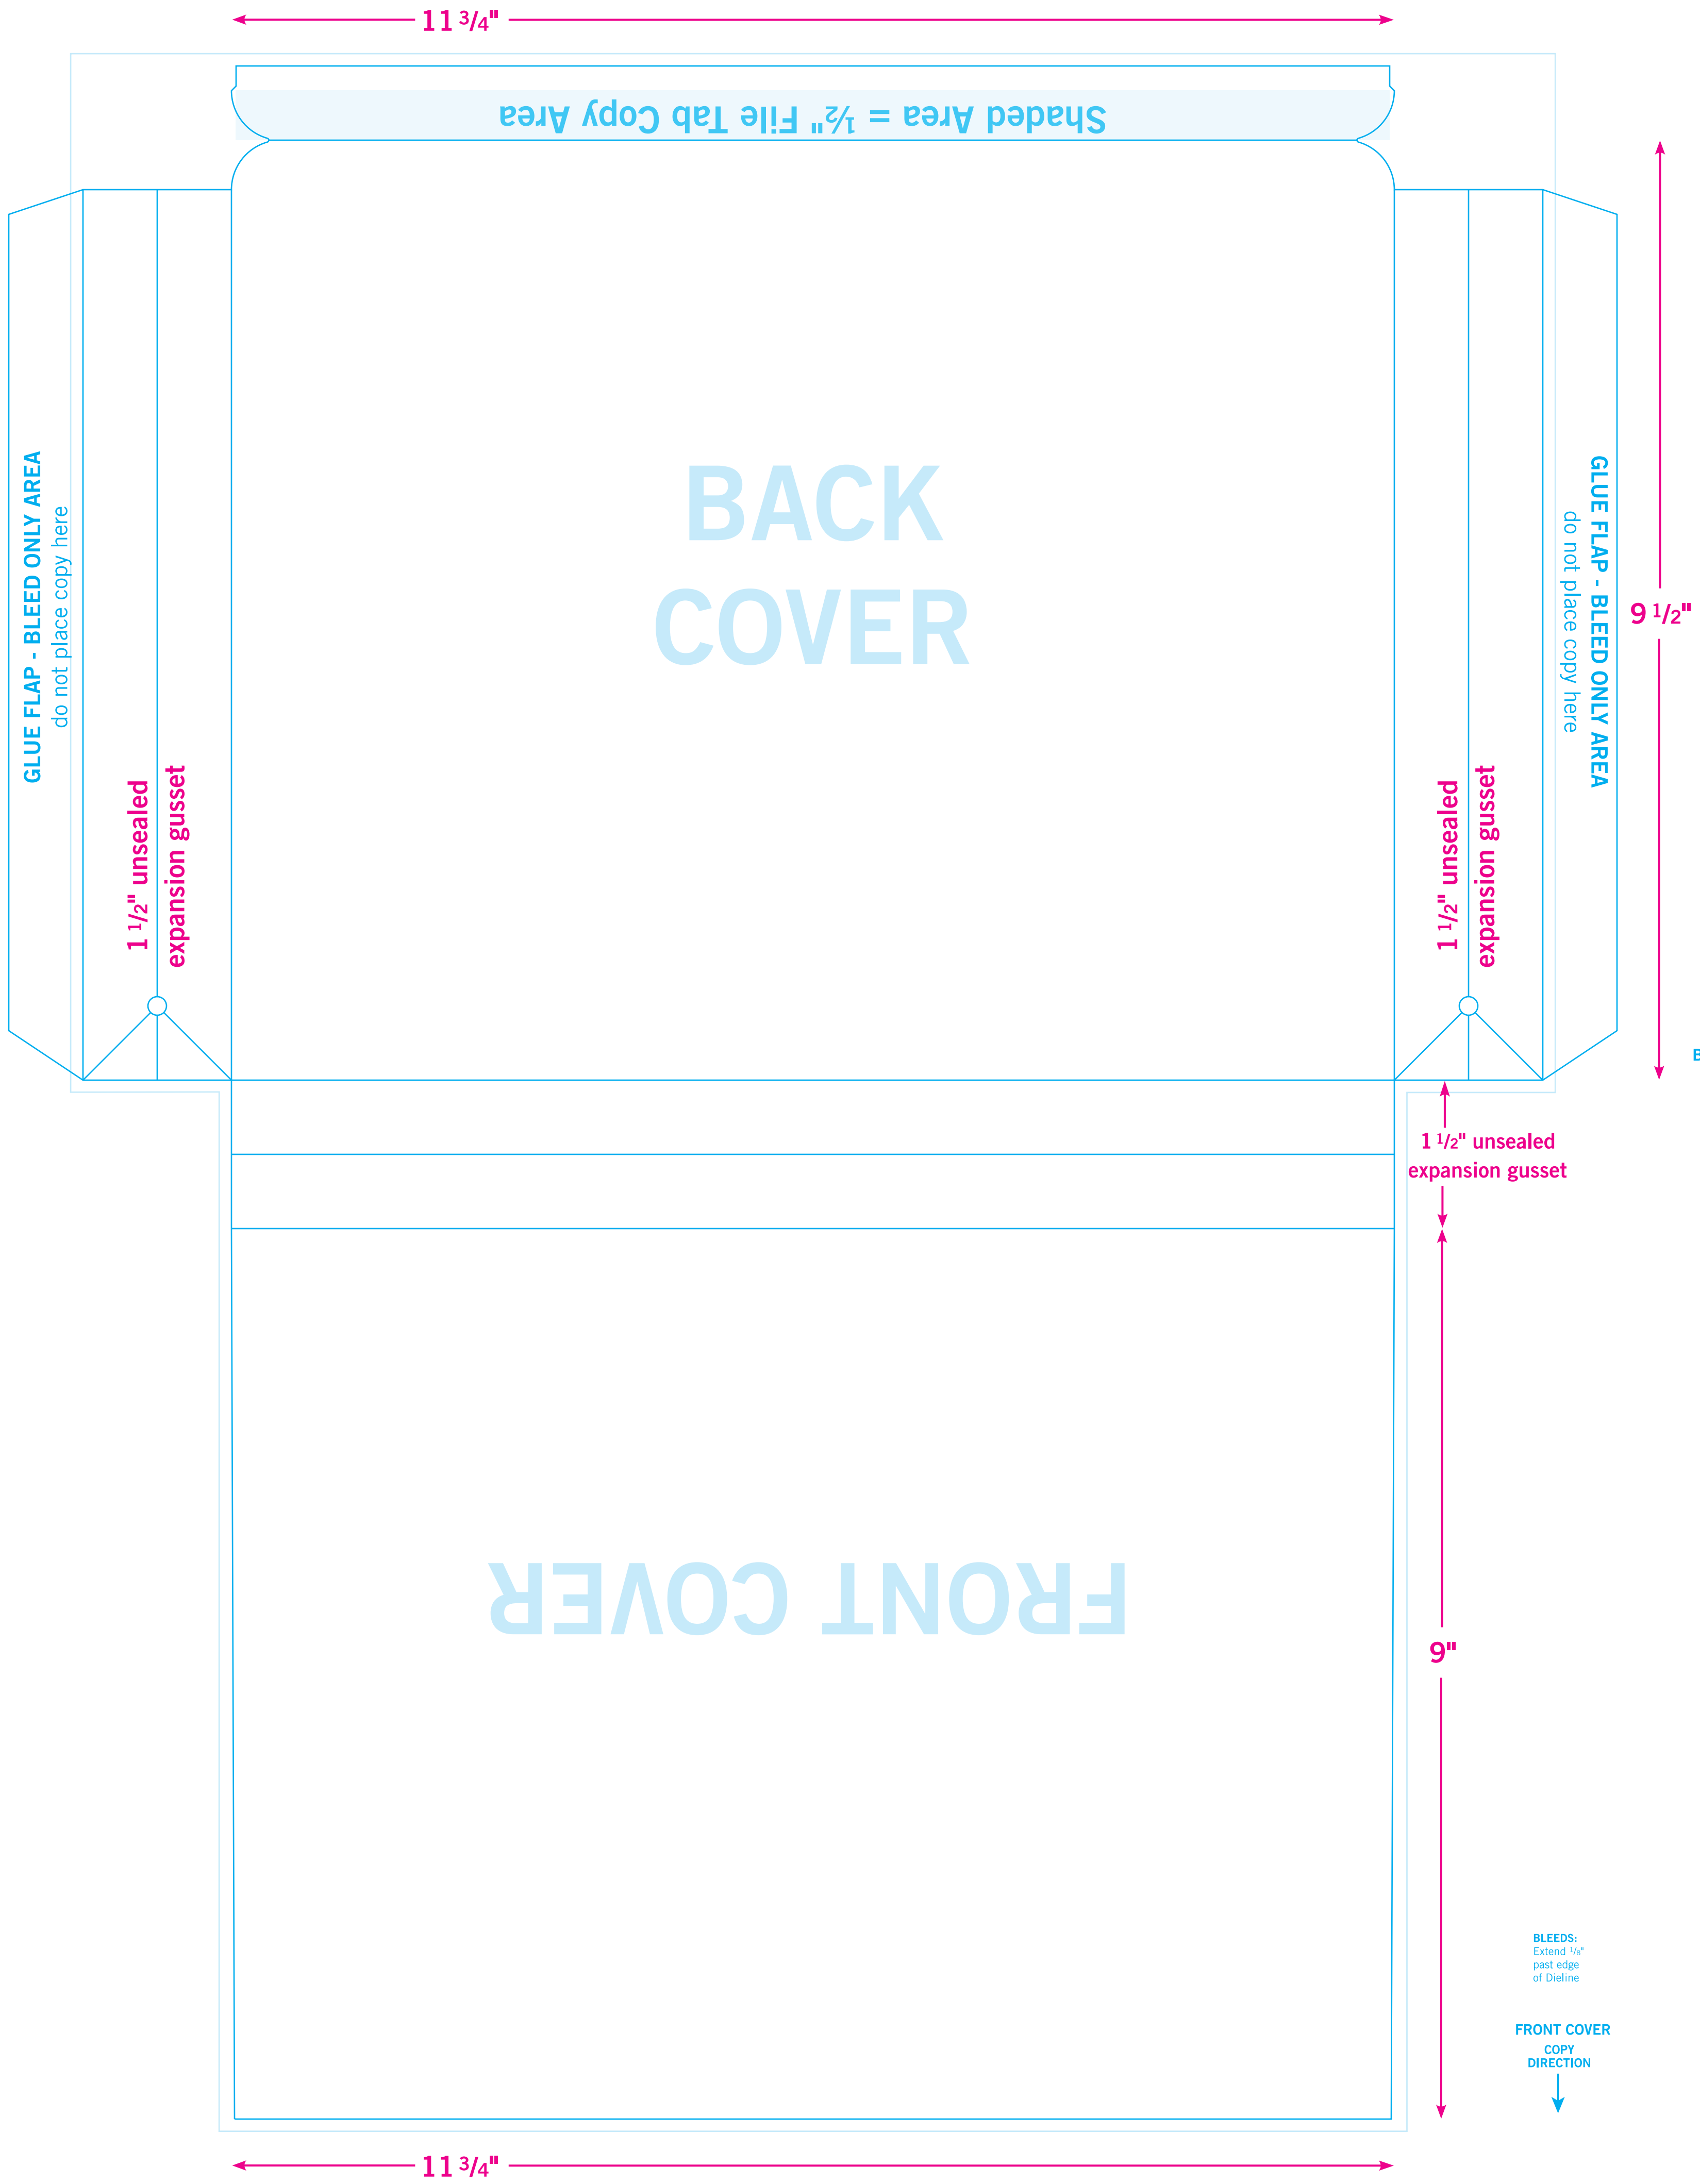 11 3/4"
Shaded Area = ½" File Tab Copy Area
BACK
COVER
GLUE FLAP - BLEED ONLY AREA
do not place copy here
1 1/2" unsealed
expansion gusset
1 1/2" unsealed
expansion gusset
GLUE FLAP - BLEED ONLY AREA
do not place copy here
9 1/2"
B
1 1/2" unsealed
expansion gusset
FRONT COVER
9"
BLEEDS:
Extend 1/8"
past edge
of Dieline
FRONT COVER
COPY
DIRECTION
11 3/4"